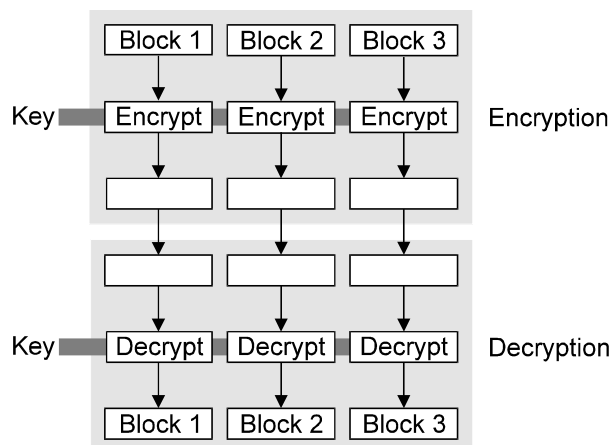 Block 1 Block 2 Block 3
Key Encrypt Encrypt Encrypt Encryption
Key Decrypt Decrypt Decrypt Decryption
Block 1 Block 2 Block 3